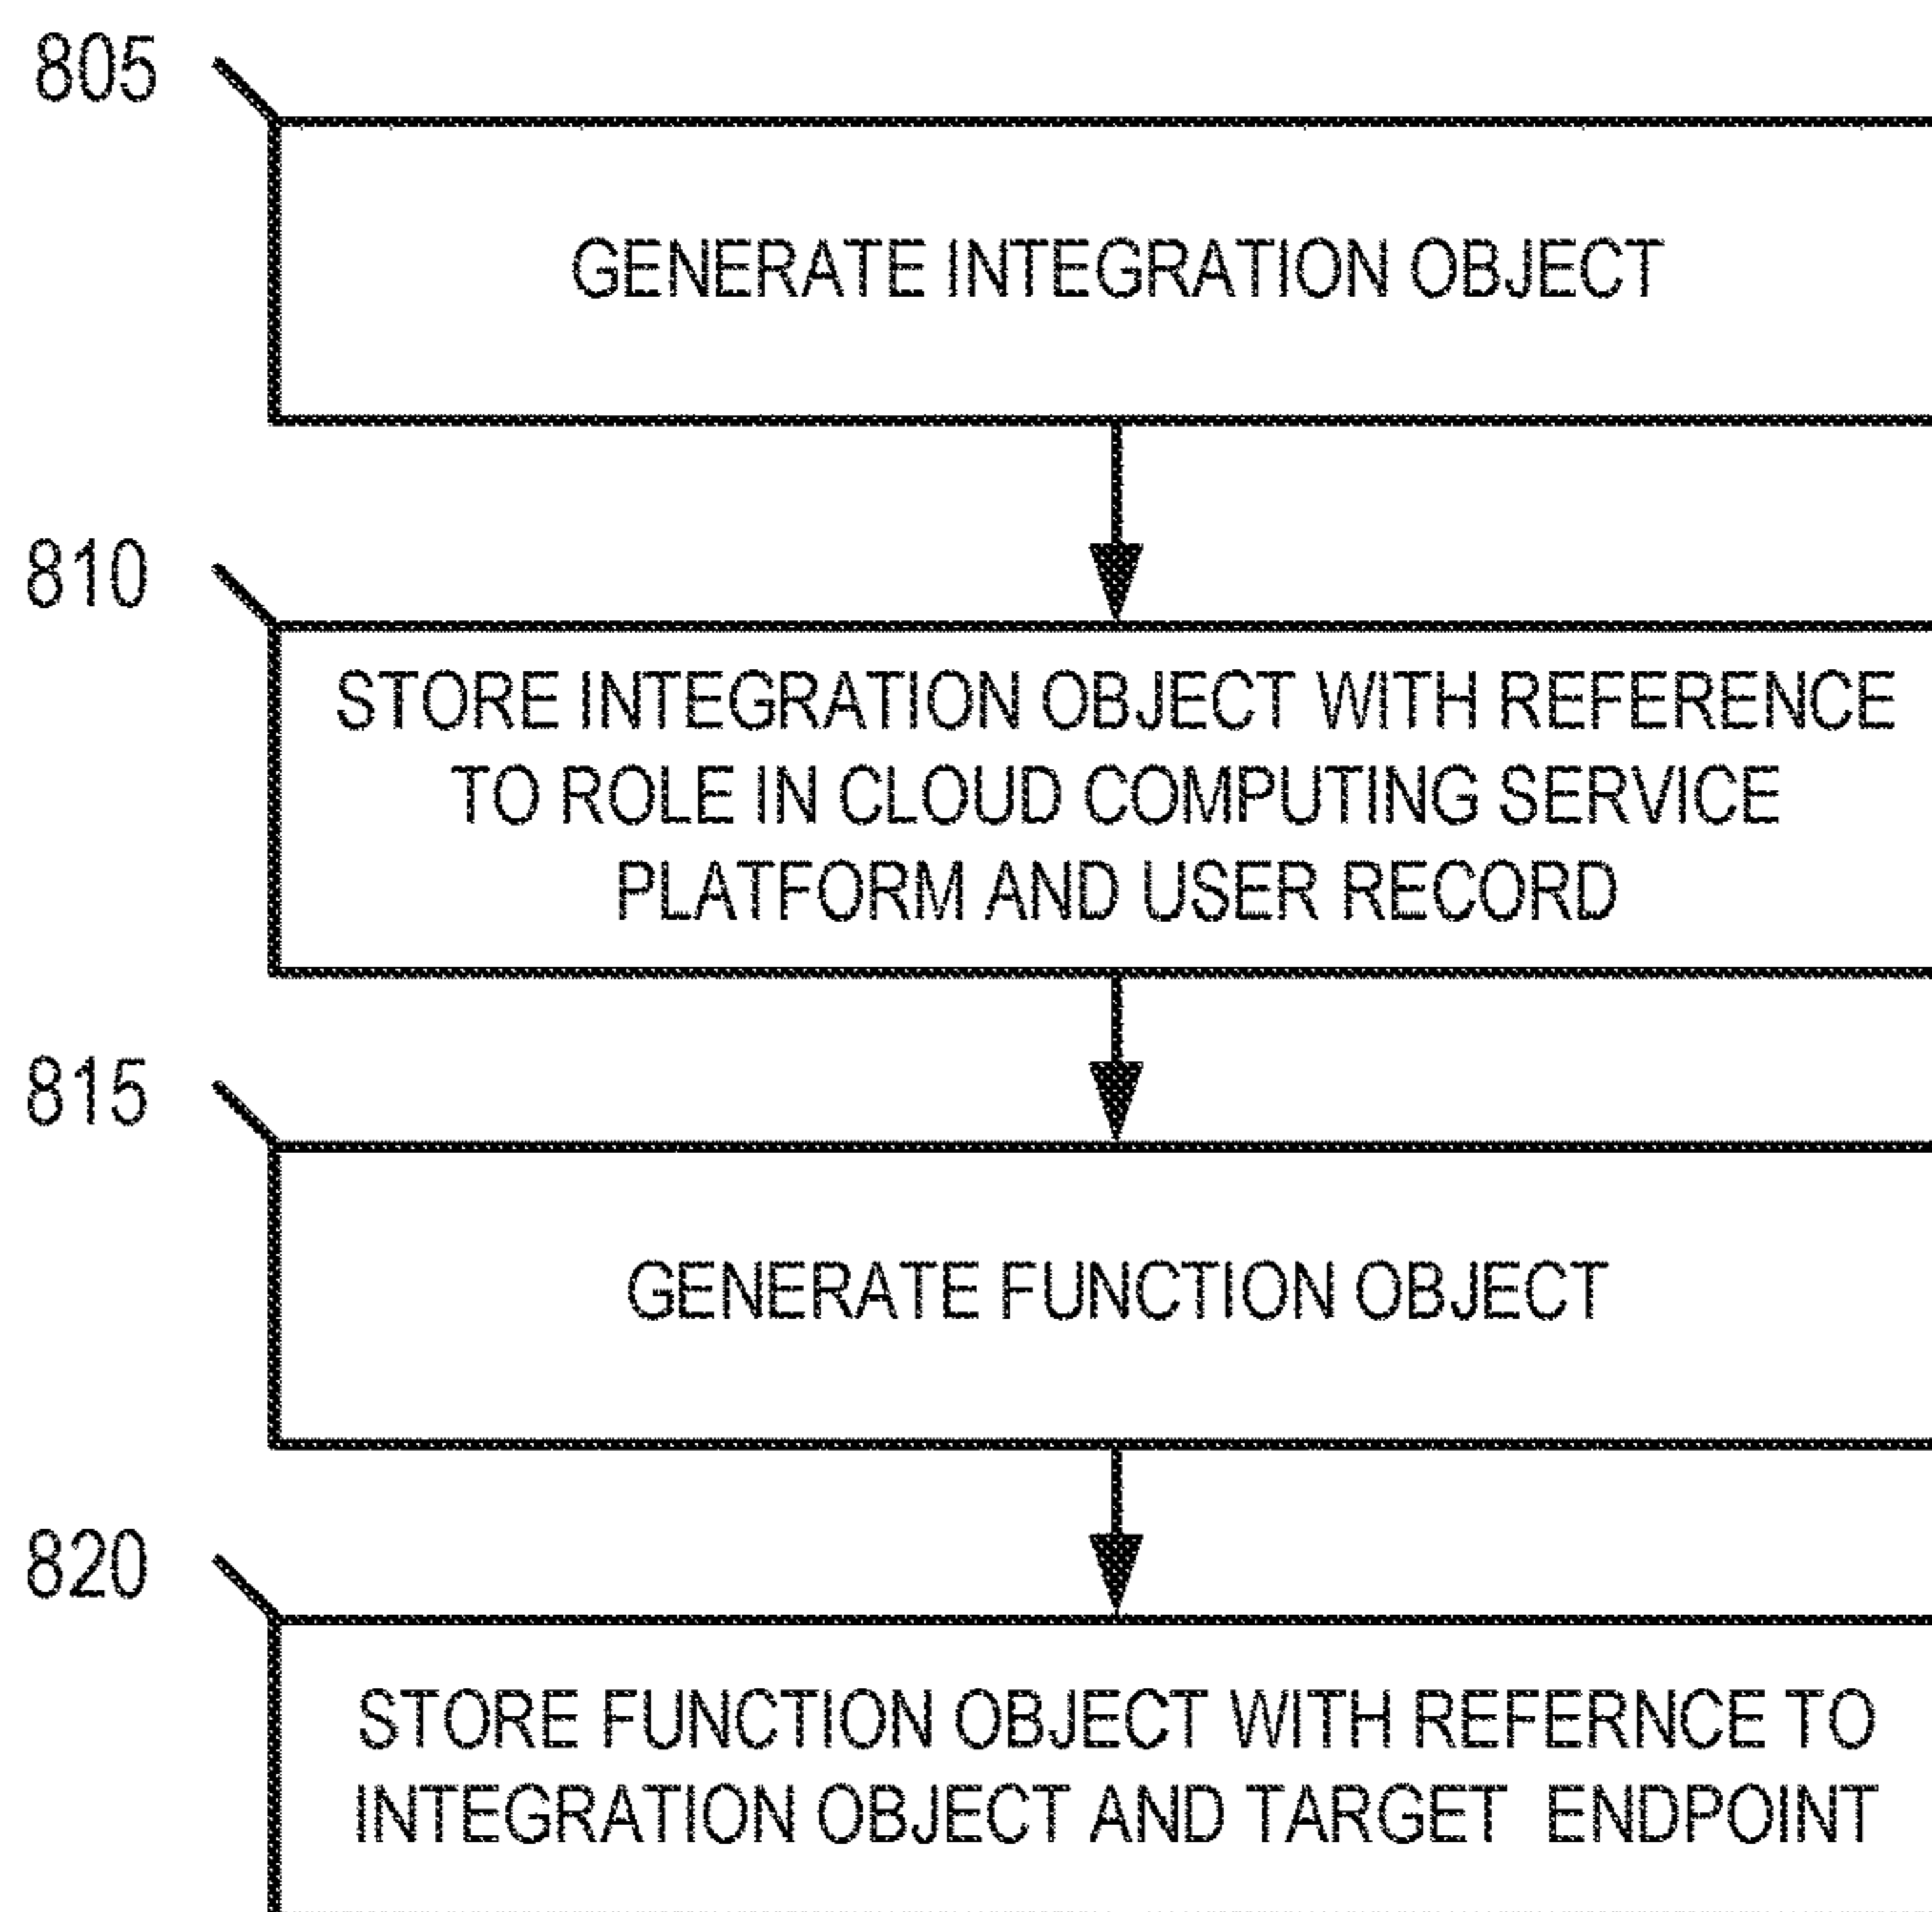 805
GENERATE INTEGRATION OBJECT
810
STORE INTEGRATION OBJECT WITH REFERENCE
TO ROLE IN CLOUD COMPUTING SERVICE
PLATFORM AND USER RECORD
815
GENERATE FUNCTION OBJECT
820
STORE FUNCTION OBJECT WITH REFERNCE TO
INTEGRATION OBJECT AND TARGET ENDPOINT